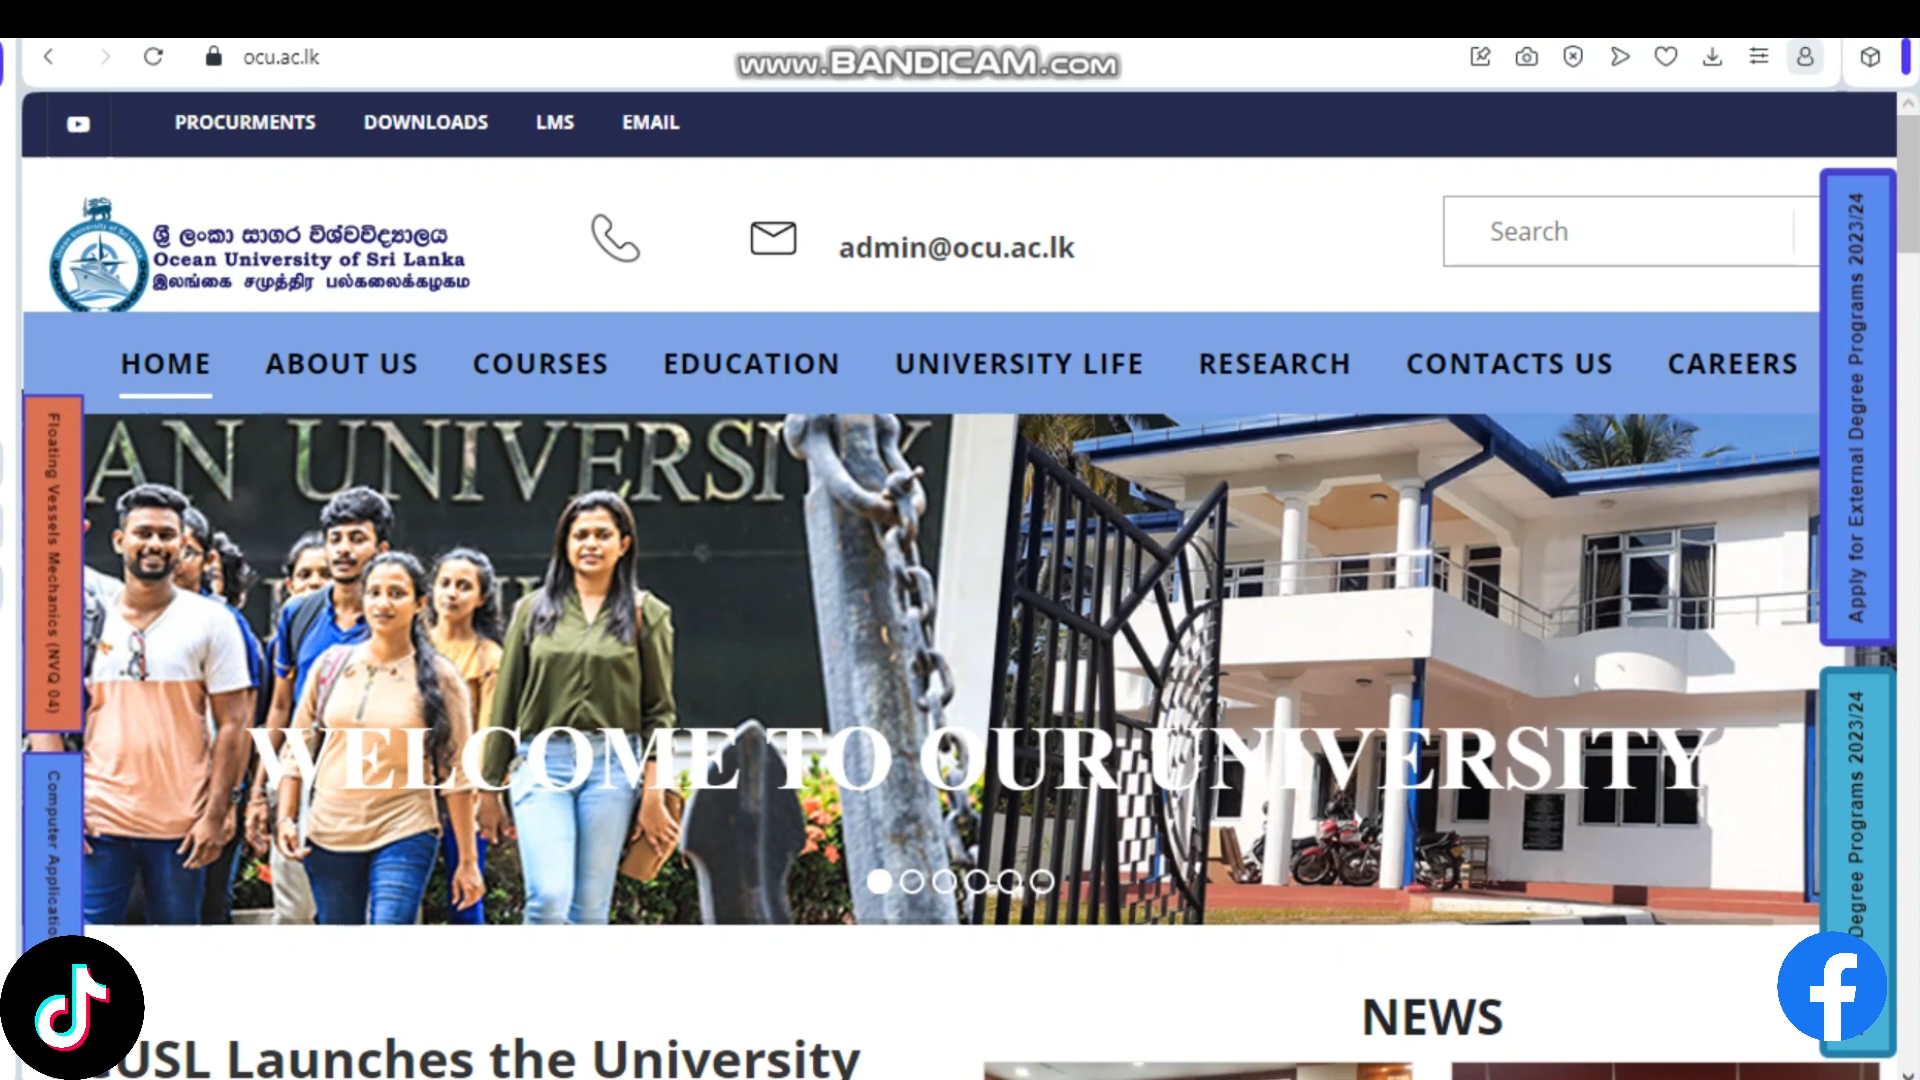 ocu.ac.lk
www.BANDICAM.com
PROCURMENTS DOWNLOADS LMS EMAIL
ශ්‍රී ලංකා සාගර විශ්වවිද්‍යාලය
Ocean University of Sri Lanka
இலங்கை சமுத்திர பல்கலைக்கழகம்
admin@ocu.ac.lk
Search
HOME ABOUT US COURSES EDUCATION UNIVERSITY LIFE RESEARCH CONTACTS US CAREERS
Apply for External Degree Programs 2023/24
AN UNIVERSITY
Floating Vessels Mechanics (NVQ 04)
WELCOME TO OUR UNIVERSITY
Computer Applicatio
Degree Programs 2023/24
NEWS
USL Launches the University